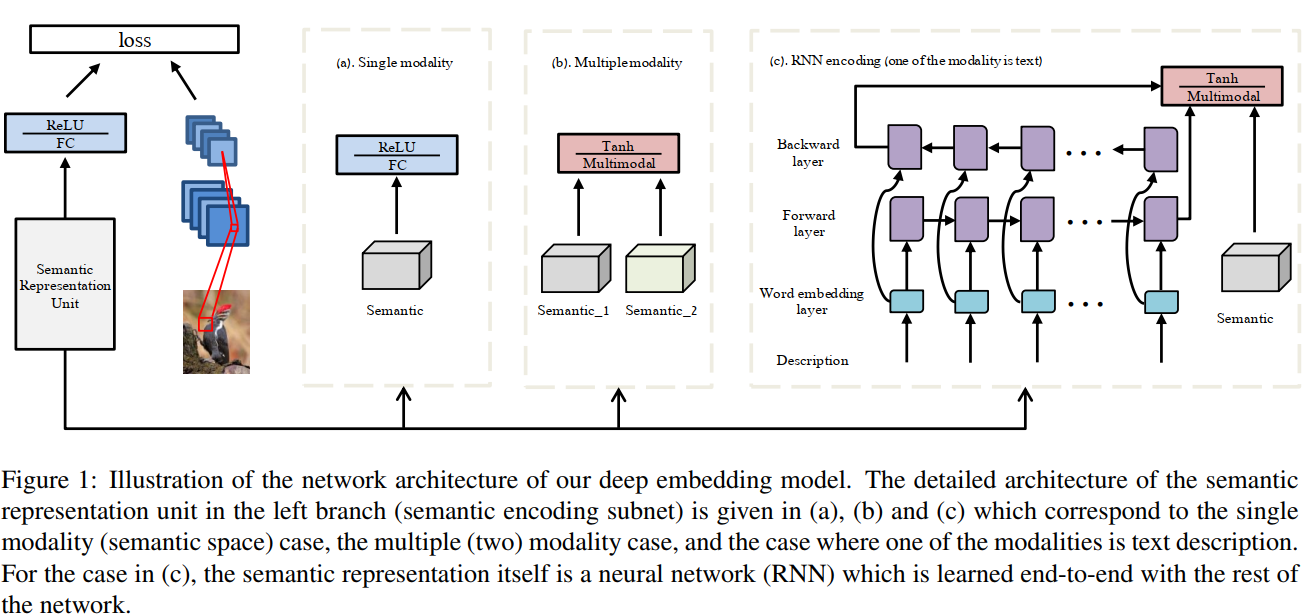 loss
ReLU
FC
Semantic
Representation
Unit
(a). Single modality
ReLU
FC
Semantic
(b). Multiple modality
Tanh
Multimodal
Semantic_1 Semantic_2
(c). RNN encoding (one of the modality is text)
Tanh
Multimodal
Backward
layer
Forward
layer
Word embedding
layer
Description
Semantic
Figure 1: Illustration of the network architecture of our deep embedding model. The detailed architecture of the semantic
representation unit in the left branch (semantic encoding subnet) is given in (a), (b) and (c) which correspond to the single
modality (semantic space) case, the multiple (two) modality case, and the case where one of the modalities is text description.
For the case in (c), the semantic representation itself is a neural network (RNN) which is learned end-to-end with the rest of
the network.